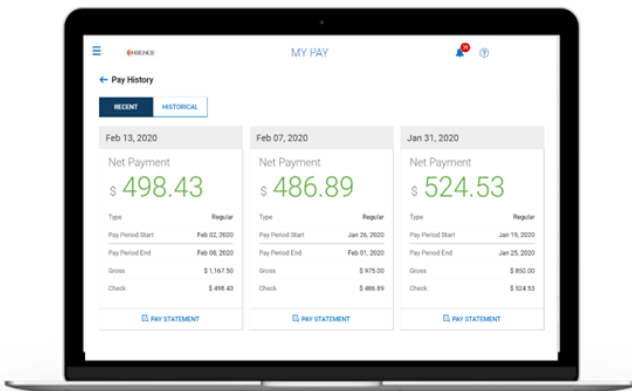 MY PAY
Pay History
RECENT HISTORICAL
Feb 13, 2020
Net Payment
$ 498.43
Type Regular
Pay Period Start Feb 02, 2020
Pay Period End Feb 08, 2020
Gross $ 1,167.50
Check $ 498.43
PAY STATEMENT
Feb 07, 2020
Net Payment
$ 486.89
Type Regular
Pay Period Start Jan 26, 2020
Pay Period End Feb 01, 2020
Gross $ 975.00
Check $ 486.89
PAY STATEMENT
Jan 31, 2020
Net Payment
$ 524.53
Type Regular
Pay Period Start Jan 19, 2020
Pay Period End Jan 25, 2020
Gross $ 850.00
Check $ 524.53
PAY STATEMENT